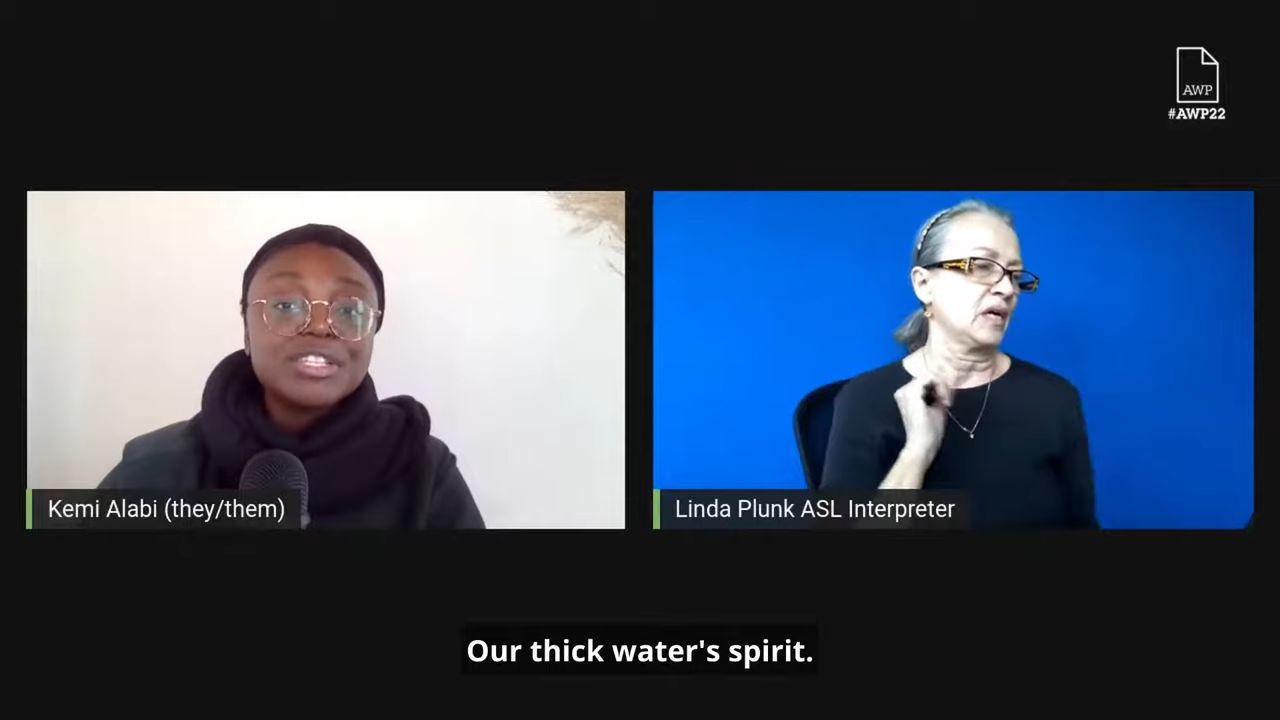 AWP
#AWP22
Kemi Alabi (they/them)
Linda Plunk ASL Interpreter
Our thick water's spirit.